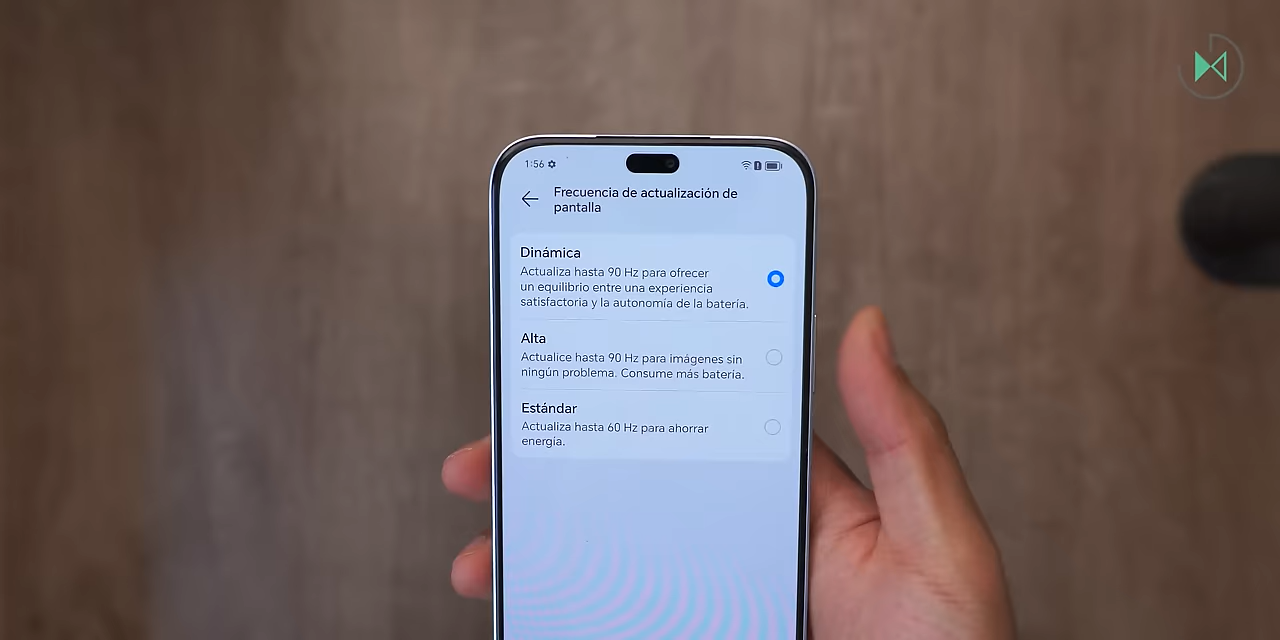 1:56
Frecuencia de actualización de
pantalla
Dinámica
Actualiza hasta 90 Hz para ofrecer
un equilibrio entre una experiencia
satisfactoria y la autonomía de la batería.
Alta
Actualice hasta 90 Hz para imágenes sin
ningún problema. Consume más batería.
Estándar
Actualiza hasta 60 Hz para ahorrar
energía.